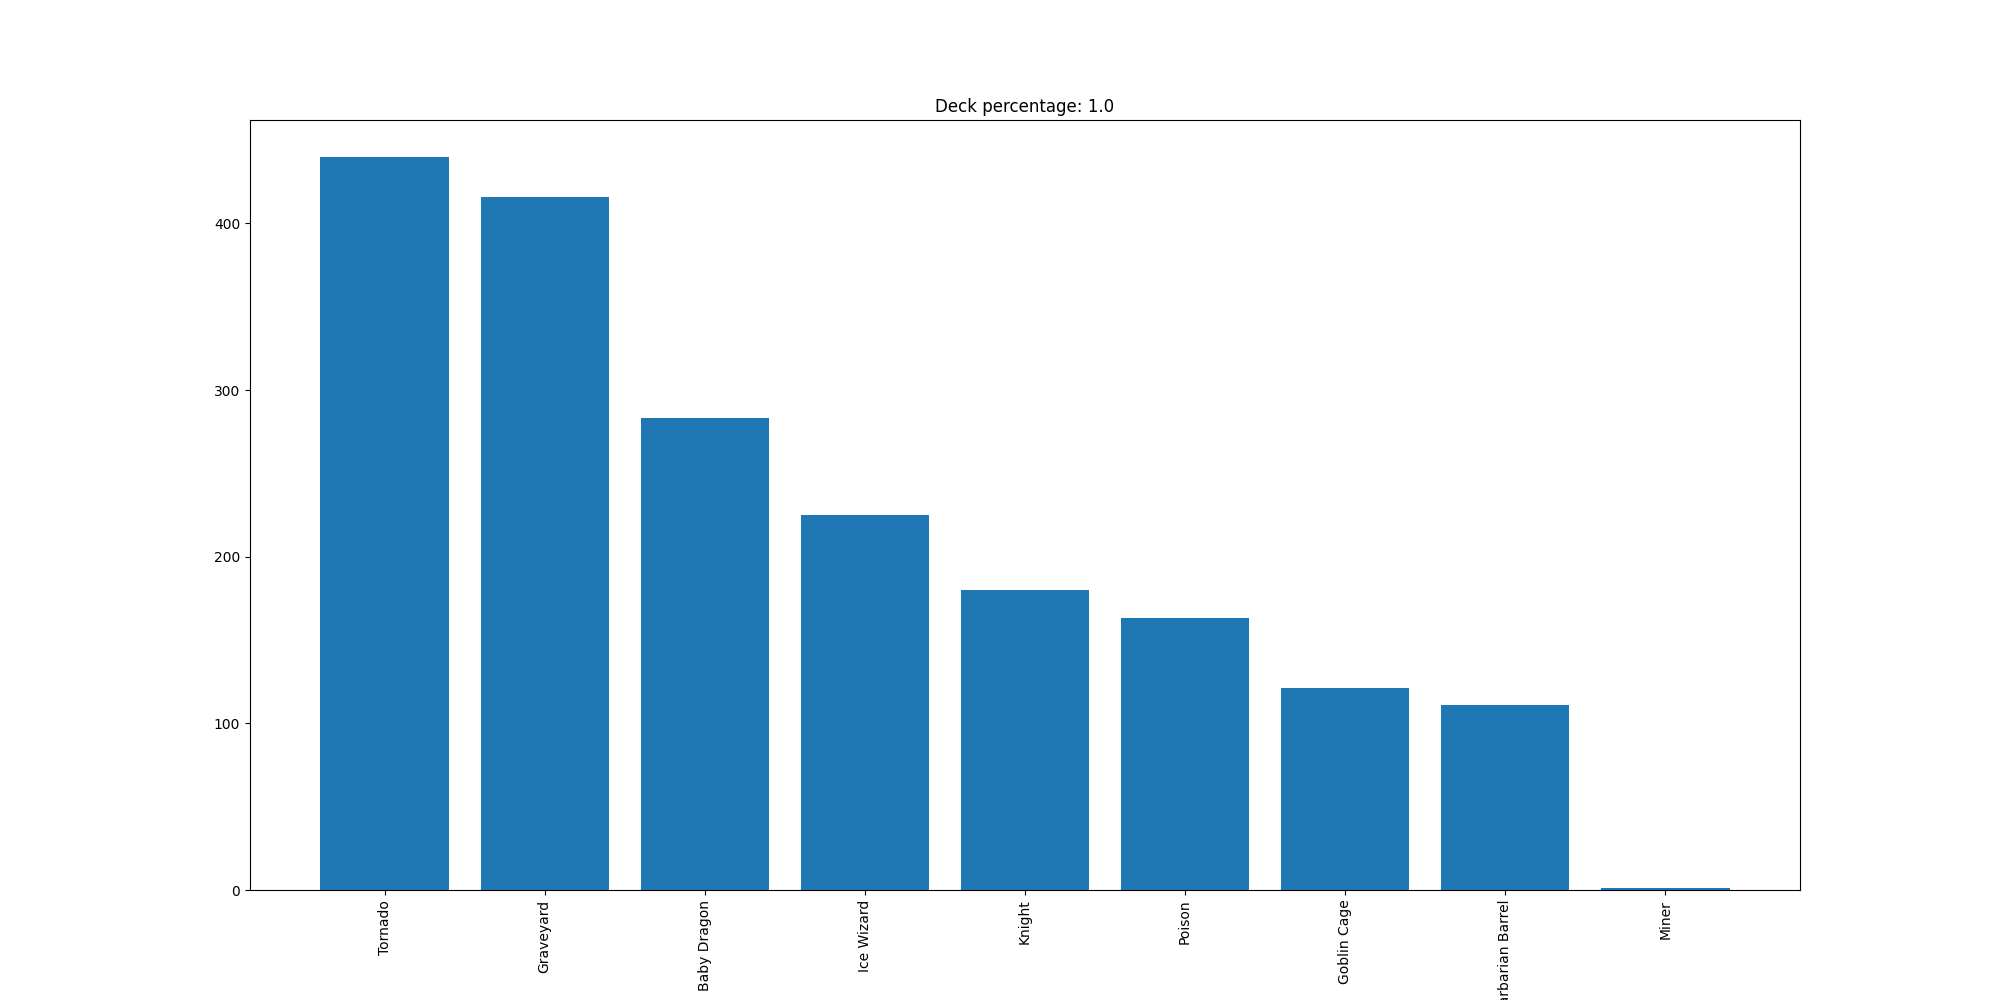 Deck percentage: 1.0
400
300
200
100
0
Tornado
Graveyard
Baby Dragon
Ice Wizard
Knight
Poison
Goblin Cage
arbarian Barrel
Miner